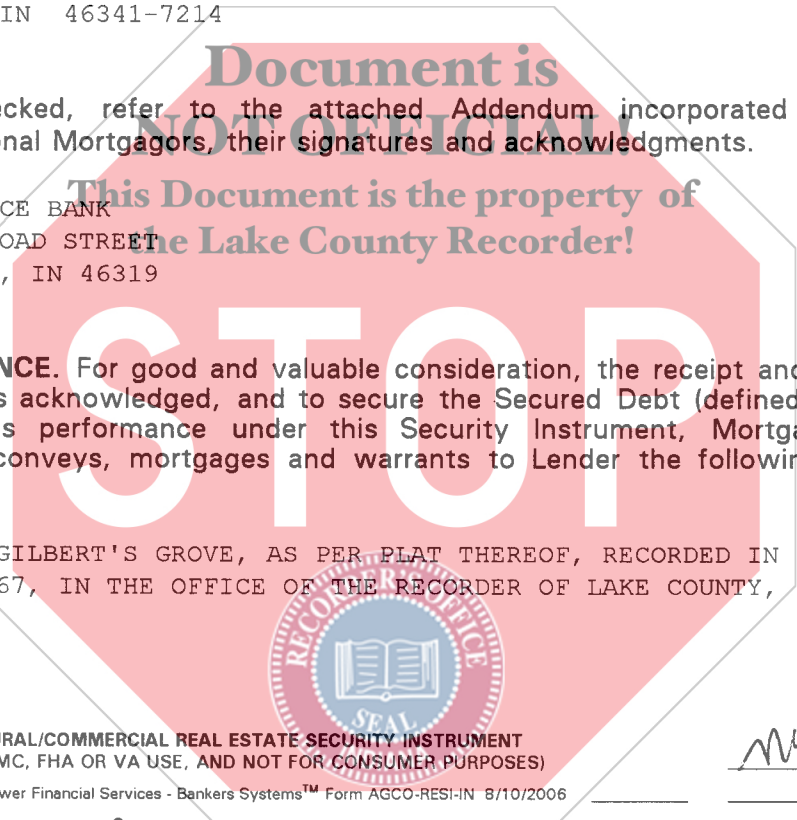 IN 46341-7214
Document is
ecked, refer to the attached Addendum incorporated
NOT OFFICIAL!
onal Mortgagors, their signatures and acknowledgments.
This Document is the property of
CE BANK
OAD STREET
the Lake County Recorder!
, IN 46319
STOP
NCE. For good and valuable consideration, the receipt and
s acknowledged, and to secure the Secured Debt (defined
s performance under this Security Instrument, Mortga
conveys, mortgages and warrants to Lender the followin
GILBERT'S GROVE, AS PER PLAT THEREOF, RECORDED IN
67, IN THE OFFICE OF THE RECORDER OF LAKE COUNTY,
RECORDER'S OFFICE
SEAL
INDIANA
URAL/COMMERCIAL REAL ESTATE SECURITY INSTRUMENT
MC, FHA OR VA USE, AND NOT FOR CONSUMER PURPOSES)
wer Financial Services - Bankers Systems™ Form AGCO-RESI-IN 8/10/2006